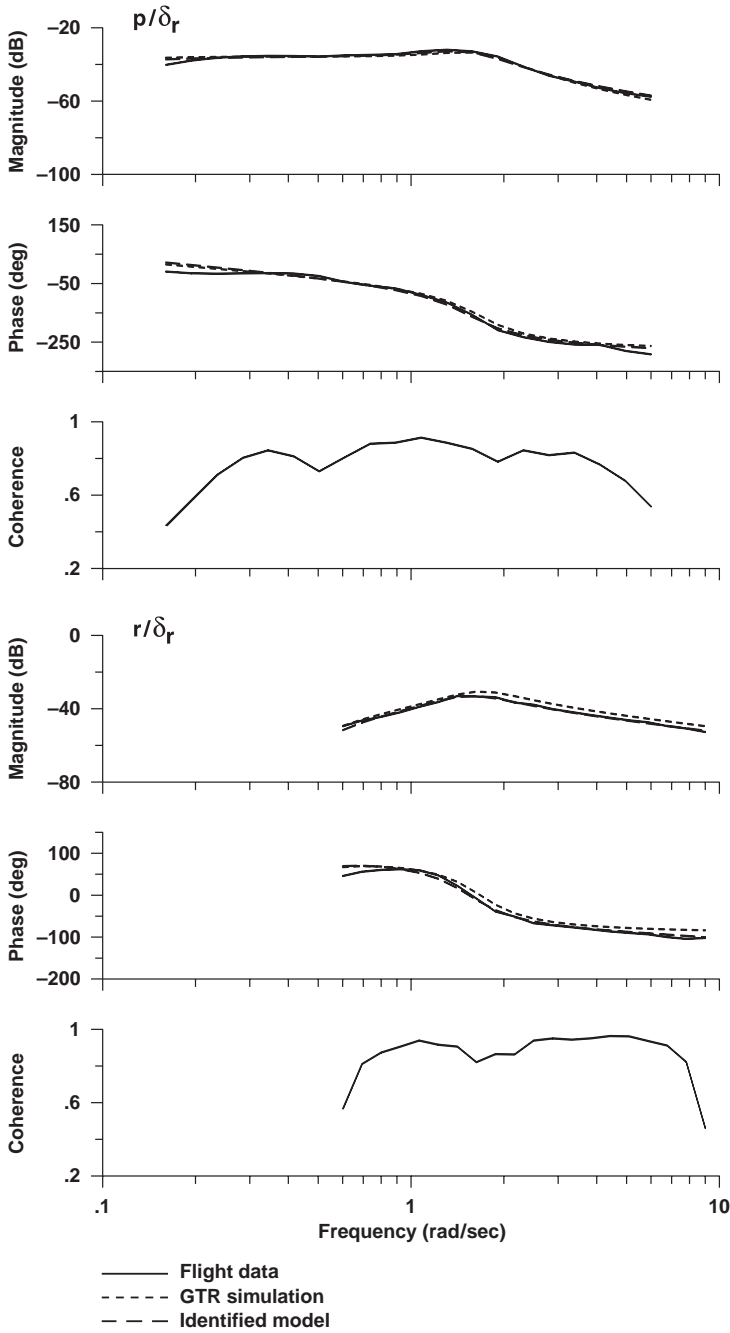 p/δr
Magnitude (dB)
–20
–60
–100
Phase (deg)
150
–50
–250
Coherence
1
.6
.2
r/δr
Magnitude (dB)
0
–40
–80
Phase (deg)
100
0
–100
–200
Coherence
1
.6
.2
.1 1 10
Frequency (rad/sec)
Flight data
GTR simulation
Identified model